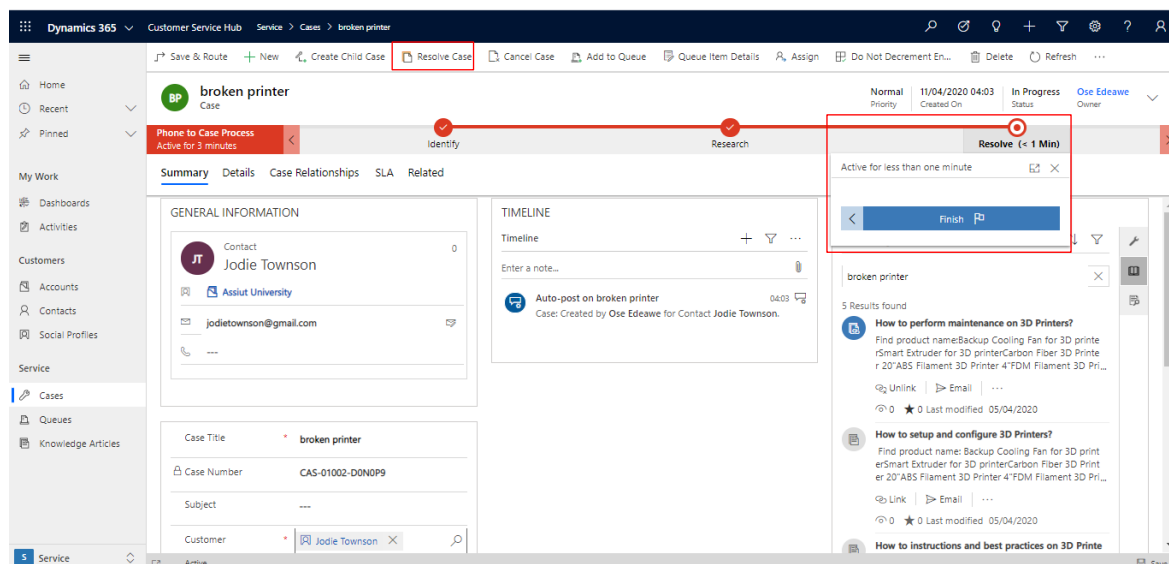 Dynamics 365
Customer Service Hub Service > Cases > broken printer
Save & Route
New
Create Child Case
Resolve Case
Cancel Case
Add to Queue
Queue Item Details
Assign
Do Not Decrement En...
Delete
Refresh
...
Home
Recent
Pinned
My Work
Dashboards
Activities
Customers
Accounts
Contacts
Social Profiles
Service
Cases
Queues
Knowledge Articles
S Service
BP
broken printer
Case
Normal
Priority
11/04/2020 04:03
Created On
In Progress
Status
Ose Edeawe
Owner
Phone to Case Process
Active for 3 minutes
Identify
Research
Resolve (< 1 Min)
Active for less than one minute
Finish
Summary Details Case Relationships SLA Related
GENERAL INFORMATION
JT
Contact
Jodie Townson
0
Assiut University
jodietownson@gmail.com
---
Case Title * broken printer
Case Number CAS-01002-D0N0P9
Subject ---
Customer * Jodie Townson
TIMELINE
Timeline
...
Enter a note...
Auto-post on broken printer 04:03
Case: Created by Ose Edeawe for Contact Jodie Townson.
broken printer
5 Results found
How to perform maintenance on 3D Printers?
Find product name:Backup Cooling Fan for 3D printe
rSmart Extruder for 3D printerCarbon Fiber 3D Printe
r 20"ABS Filament 3D Printer 4"FDM Filament 3D Pri...
Unlink Email ...
0 0 Last modified 05/04/2020
How to setup and configure 3D Printers?
Find product name: Backup Cooling Fan for 3D print
erSmart Extruder for 3D printerCarbon Fiber 3D Print
er 20"ABS Filament 3D Printer 4"FDM Filament 3D Pri...
Link Email ...
0 0 Last modified 05/04/2020
How to instructions and best practices on 3D Printe
Active
Save